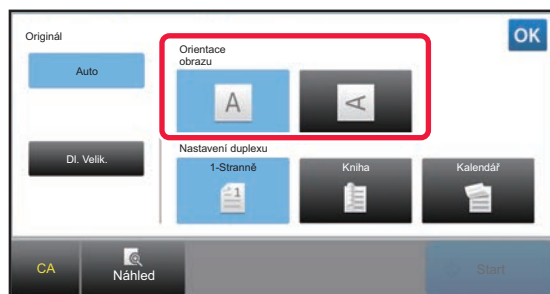 Originál
OK
Auto
Orientace
obrazu
A
A
Dl. Velik.
Nastavení duplexu
1-Stranně
Kniha
Kalendář
1
CA
Náhled
Start